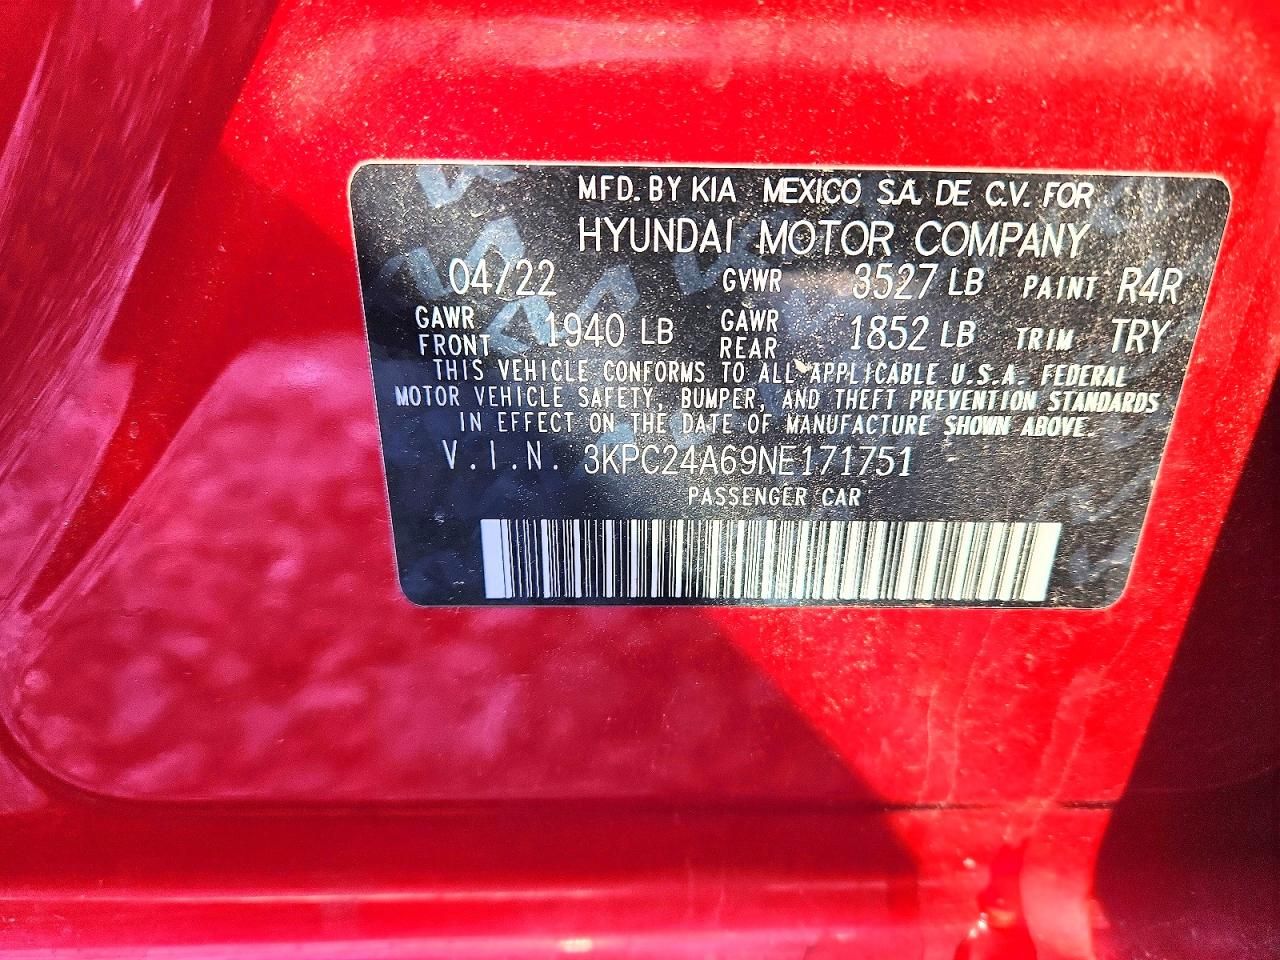 MFD. BY KIA MEXICO S.A. DE C.V. FOR
HYUNDAI MOTOR COMPANY
04/22 GVWR 3527 LB PAINT R4R
GAWR FRONT 1940 LB GAWR REAR 1852 LB TRIM TRY
THIS VEHICLE CONFORMS TO ALL APPLICABLE U.S.A. FEDERAL
MOTOR VEHICLE SAFETY, BUMPER, AND THEFT PREVENTION STANDARDS
IN EFFECT ON THE DATE OF MANUFACTURE SHOWN ABOVE.
V.I.N. 3KPC24A69NE171751
PASSENGER CAR